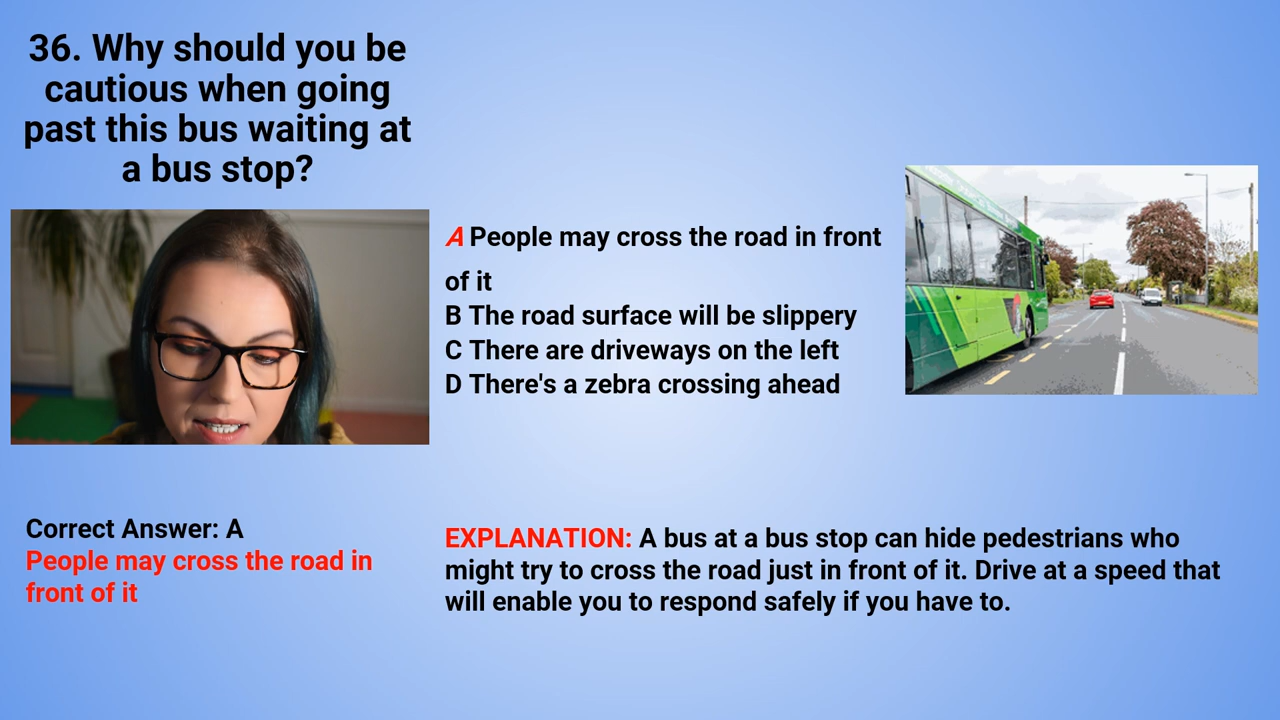 36. Why should you be
cautious when going
past this bus waiting at
a bus stop?
A People may cross the road in front
of it
B The road surface will be slippery
C There are driveways on the left
D There's a zebra crossing ahead
Correct Answer: A
People may cross the road in
front of it
EXPLANATION: A bus at a bus stop can hide pedestrians who
might try to cross the road just in front of it. Drive at a speed that
will enable you to respond safely if you have to.